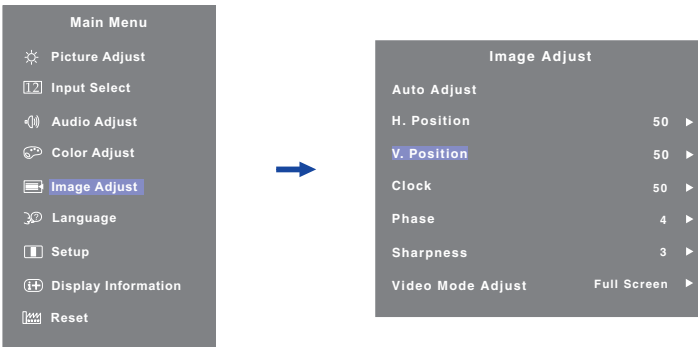 Main Menu
Picture Adjust
12 Input Select
Audio Adjust
Color Adjust
Image Adjust
Language
Setup
Display Information
Reset
Image Adjust
Auto Adjust
H. Position 50
V. Position 50
Clock 50
Phase 4
Sharpness 3
Video Mode Adjust Full Screen